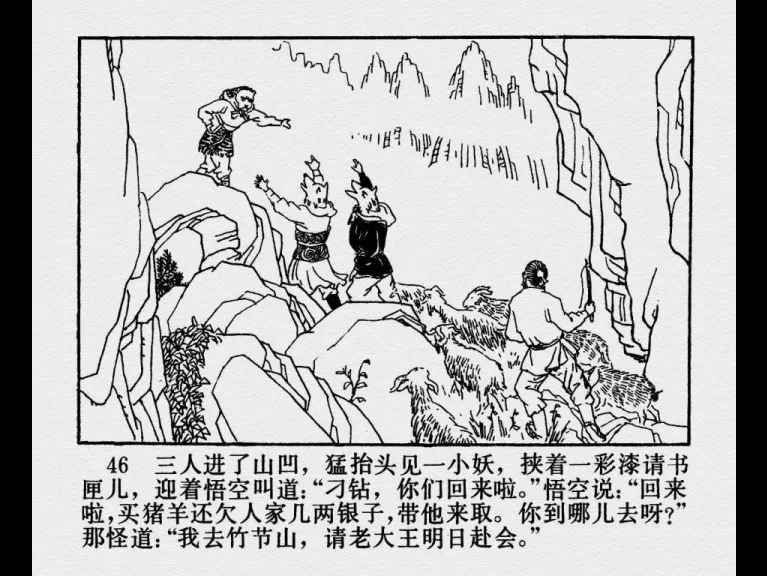 46 三人进了山凹，猛抬头见一小妖，挟着一彩漆请书
匣儿，迎着悟空叫道：“刁钻，你们回来啦。”悟空说：“回来
啦，买猪羊还欠人家几两银子，带他来取。你到哪儿去呀？”
那怪道：“我去竹节山，请老大王明日赴会。”